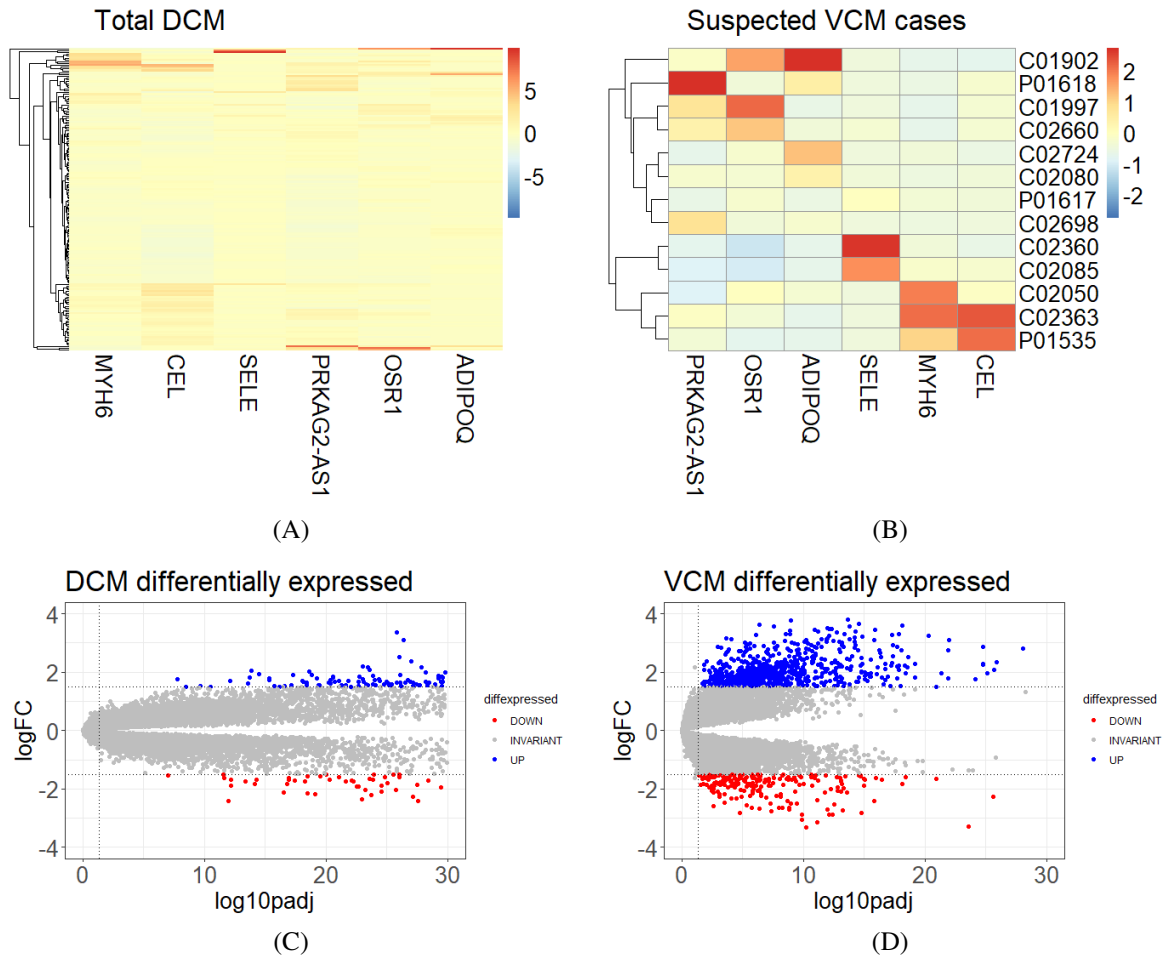 Total DCM
5
0
-5
MYH6
CEL
SELE
PRKAG2-AS1
OSR1
ADIPOQ
(A)
Suspected VCM cases
C01902
P01618
C01997
C02660
C02724
C02080
P01617
C02698
C02360
C02085
C02050
C02363
P01535
2
1
0
-1
-2
PRKAG2-AS1
OSR1
ADIPOQ
SELE
MYH6
CEL
(B)
DCM differentially expressed
4
2
0
-2
-4
logFC
0
10
20
30
log10padj
diffexpressed
DOWN
INVARIANT
UP
(C)
VCM differentially expressed
4
2
0
-2
-4
logFC
0
10
20
30
log10padj
diffexpressed
DOWN
INVARIANT
UP
(D)